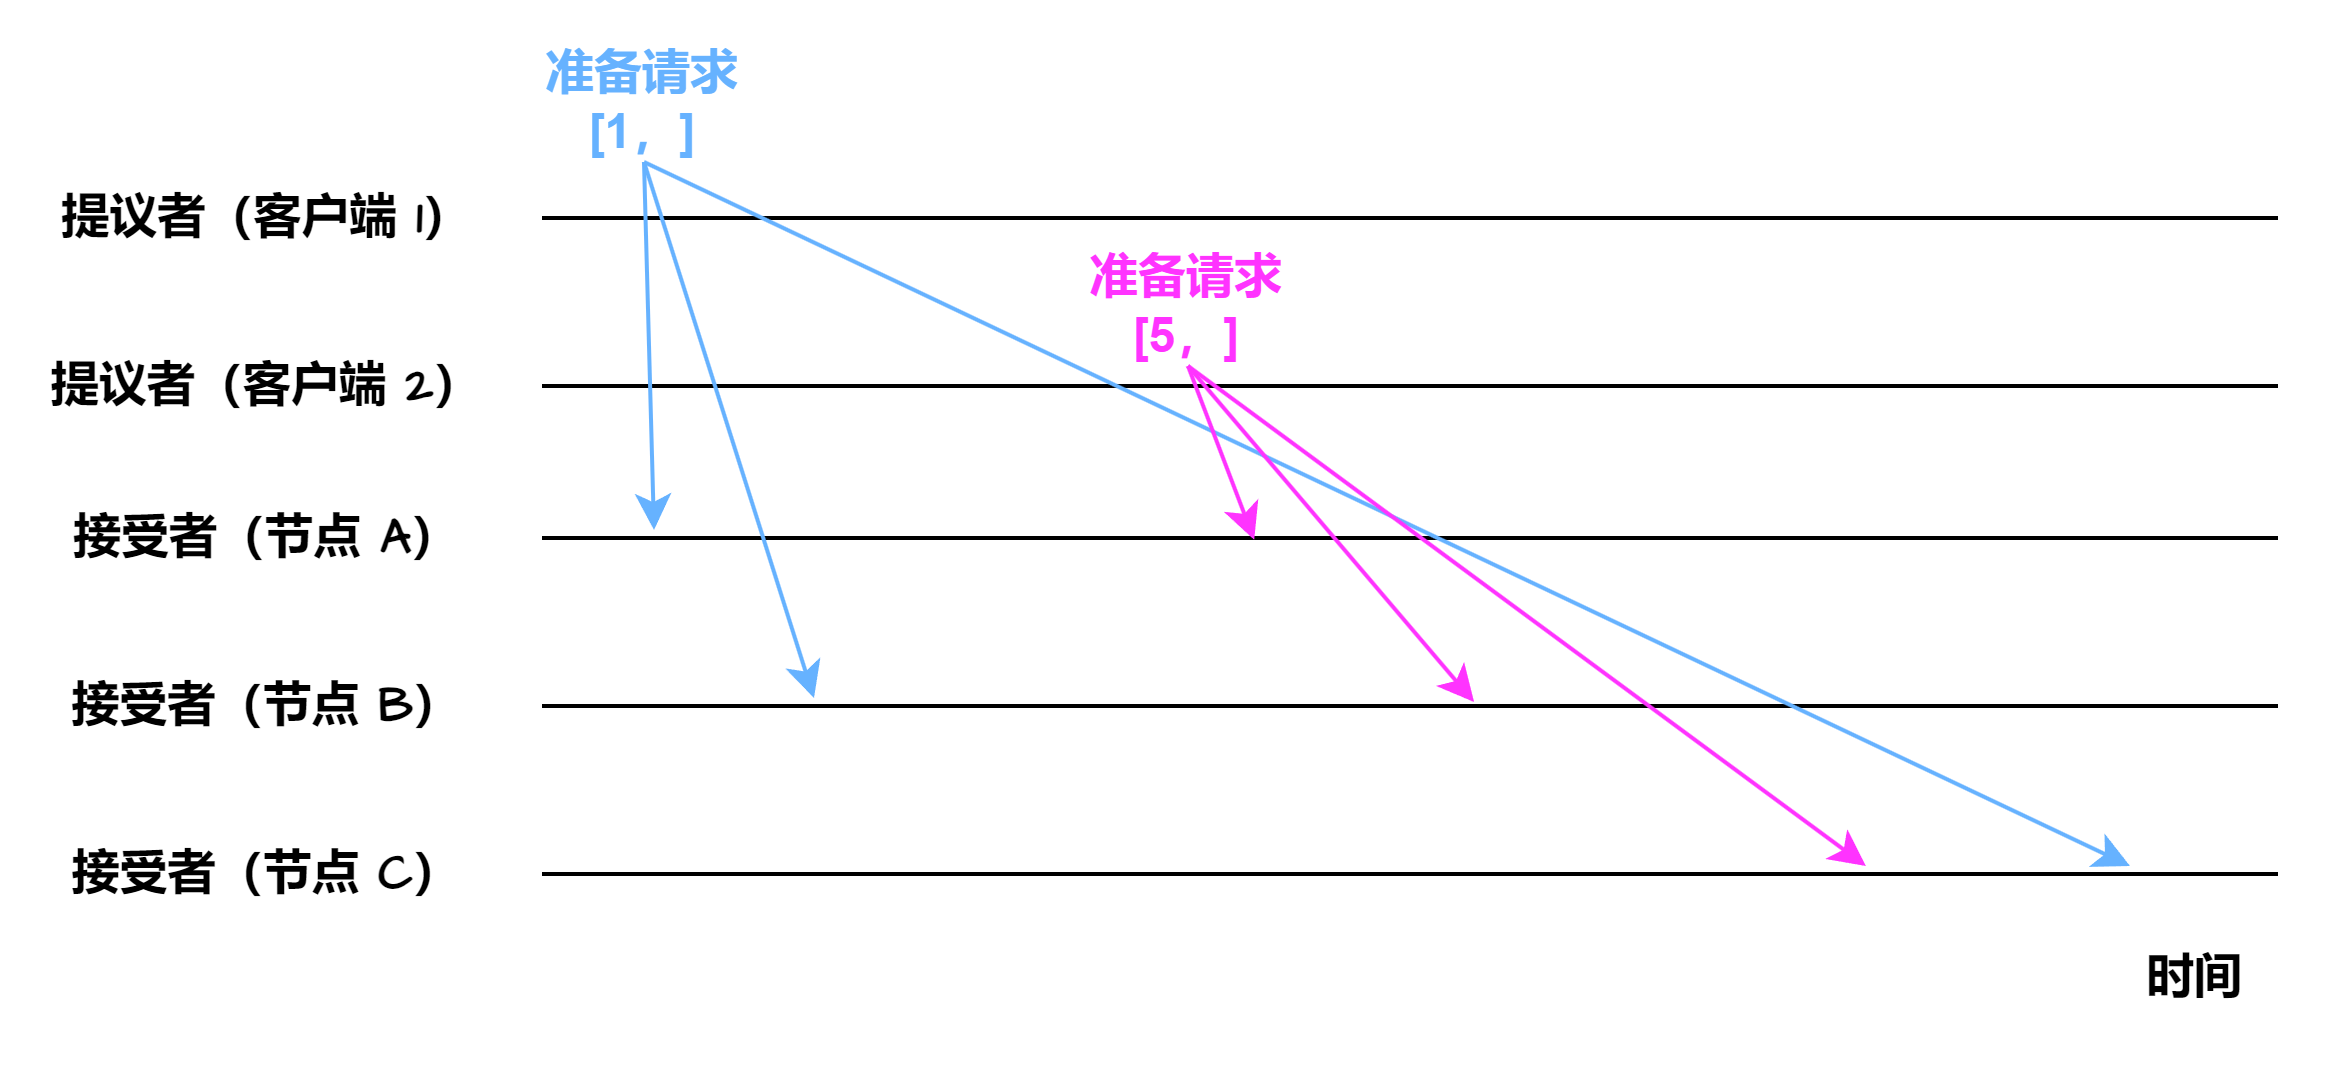 准备请求
[1，]
提议者（客户端 1）
准备请求
[5，]
提议者（客户端 2）
接受者（节点 A）
接受者（节点 B）
接受者（节点 C）
时间